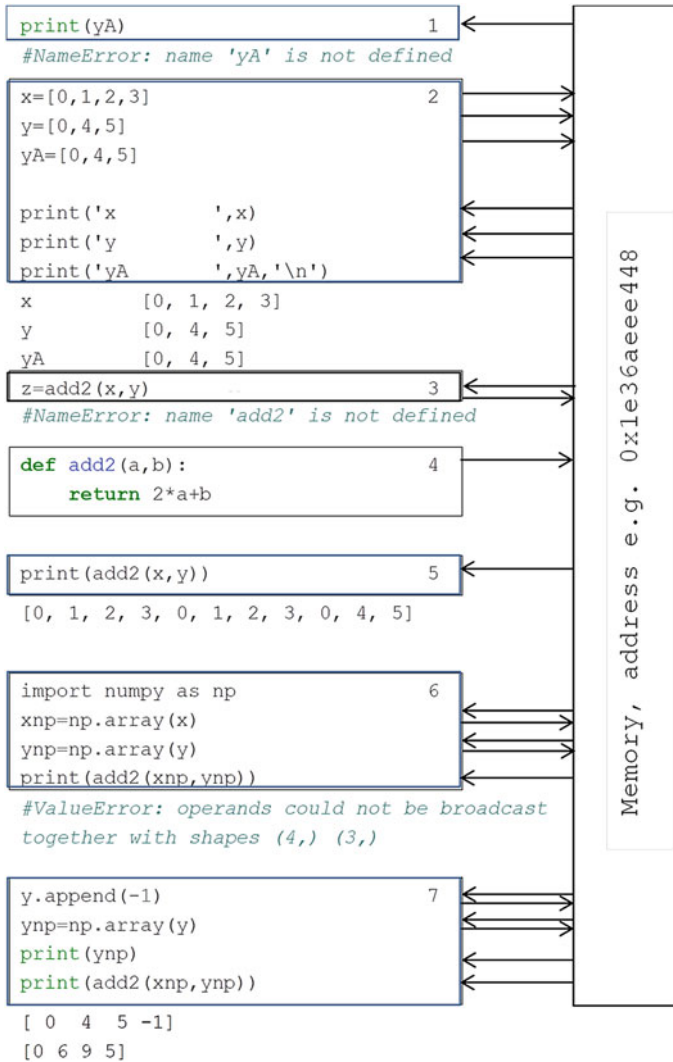 print(yA) 1
#NameError: name 'yA' is not defined
x=[0,1,2,3] 2
y=[0,4,5]
yA=[0,4,5]
print('x ',x)
print('y ',y)
print('yA ',yA,'\n')
x [0, 1, 2, 3]
y [0, 4, 5]
yA [0, 4, 5]
z=add2(x,y) 3
#NameError: name 'add2' is not defined
def add2(a,b): 4
    return 2*a+b
print(add2(x,y)) 5
[0, 1, 2, 3, 0, 1, 2, 3, 0, 4, 5]
import numpy as np 6
xnp=np.array(x)
ynp=np.array(y)
print(add2(xnp,ynp))
#ValueError: operands could not be broadcast
together with shapes (4,) (3,)
y.append(-1) 7
ynp=np.array(y)
print(ynp)
print(add2(xnp,ynp))
[ 0  4  5 -1]
[0 6 9 5]
Memory, address e.g. 0x1e36aeeee448